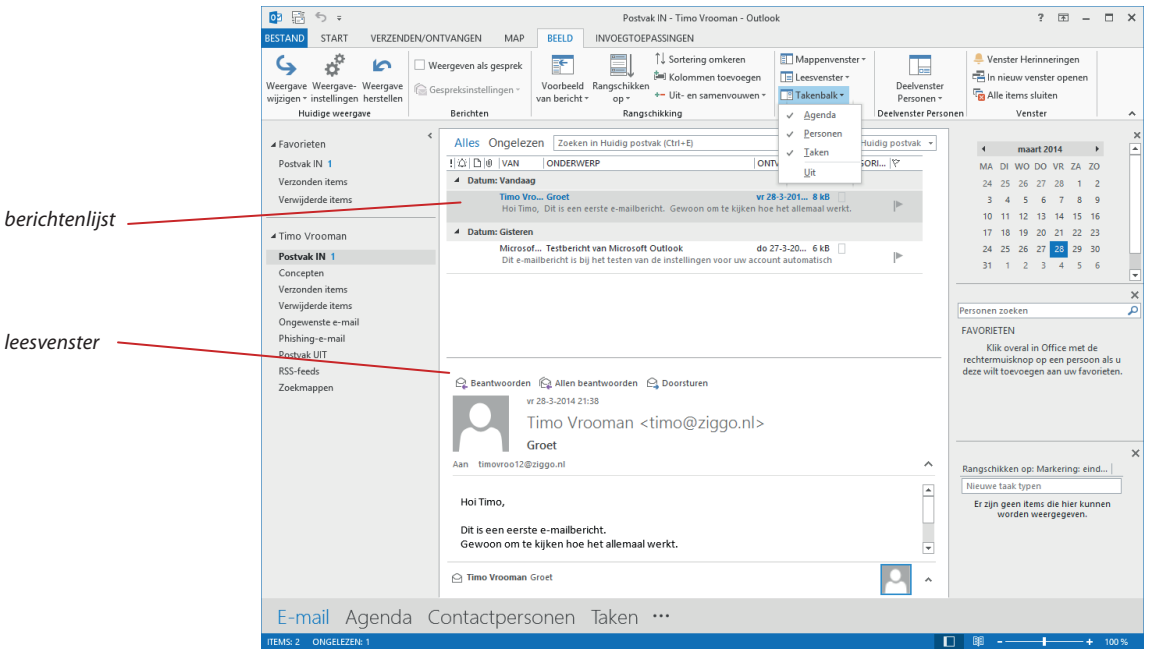 Postvak IN - Timo Vrooman - Outlook
BESTAND START VERZENDEN/ONTVANGEN MAP BEELD INVOEGTOEPASSINGEN
Weergave wijzigen
Weergave-instellingen
Weergave herstellen
Huidige weergave
Weergeven als gesprek
Gespreksinstellingen
Berichten
Voorbeeld van bericht
Rangschikken op
Sortering omkeren
Kolommen toevoegen
Uit- en samenvouwen
Rangschikking
Mappenvenster
Leesvenster
Takenbalk
Agenda
Personen
Taken
Uit
Deelvenster Personen
Deelvenster Personen
Venster Herinneringen
In nieuw venster openen
Alle items sluiten
Venster
berichtenlijst
leesvenster
Favorieten
Postvak IN 1
Verzonden items
Verwijderde items
Timo Vrooman
Postvak IN 1
Concepten
Verzonden items
Verwijderde items
Ongewenste e-mail
Phishing-e-mail
Postvak UIT
RSS-feeds
Zoekmappen
Alles Ongelezen Zoeken in Huidig postvak (Ctrl+E) Huidig postvak
VAN ONDERWERP
Datum: Vandaag
Timo Vro... Groet vr 28-3-201... 8 kB
Hoi Timo, Dit is een eerste e-mailbericht. Gewoon om te kijken hoe het allemaal werkt.
Datum: Gisteren
Microsof... Testbericht van Microsoft Outlook do 27-3-20... 6 kB
Dit e-mailbericht is bij het testen van de instellingen voor uw account automatisch
Beantwoorden Allen beantwoorden Doorsturen
vr 28-3-2014 21:38
Timo Vrooman <timo@ziggo.nl>
Groet
Aan timovroo12@ziggo.nl
Hoi Timo,
Dit is een eerste e-mailbericht.
Gewoon om te kijken hoe het allemaal werkt.
Timo Vrooman Groet
maart 2014
MA DI WO DO VR ZA ZO
24 25 26 27 28 1 2
3 4 5 6 7 8 9
10 11 12 13 14 15 16
17 18 19 20 21 22 23
24 25 26 27 28 29 30
31 1 2 3 4 5 6
Personen zoeken
FAVORIETEN
Klik overal in Office met de
rechtermuisknop op een persoon als u
deze wilt toevoegen aan uw favorieten.
Rangschikken op: Markering: eind...
Nieuwe taak typen
Er zijn geen items die hier kunnen
worden weergegeven.
E-mail Agenda Contactpersonen Taken •••
ITEMS: 2 ONGELEZEN: 1 100 %